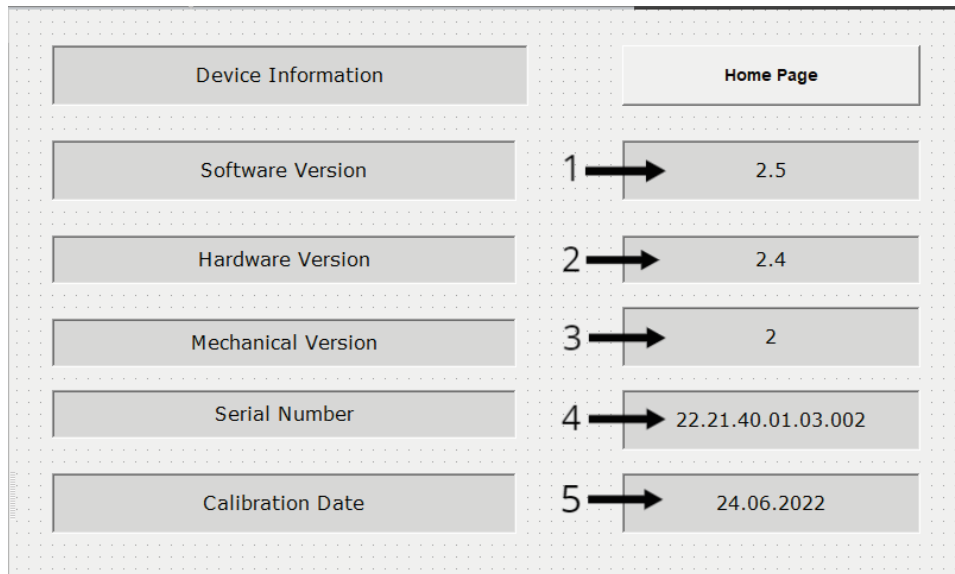 Device Information
Home Page
Software Version
1
2.5
Hardware Version
2
2.4
Mechanical Version
3
2
Serial Number
4
22.21.40.01.03.002
Calibration Date
5
24.06.2022